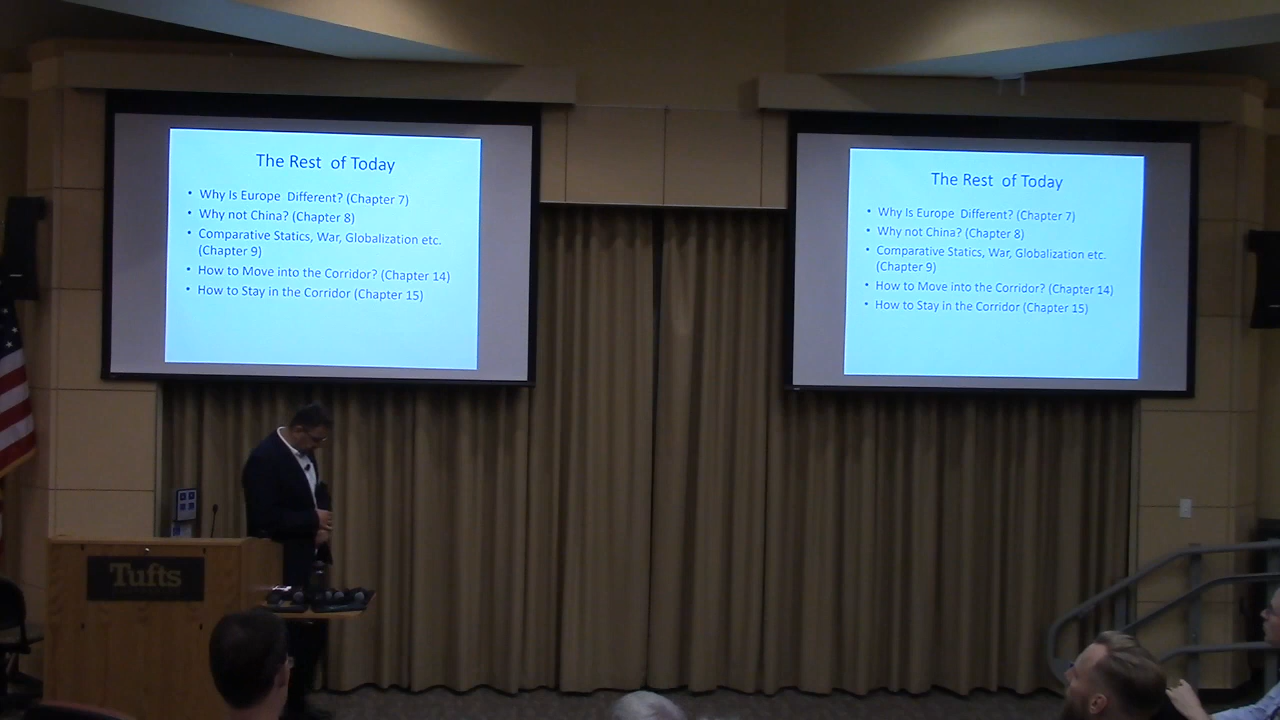 The Rest of Today
• Why Is Europe Different? (Chapter 7)
• Why not China? (Chapter 8)
• Comparative Statics, War, Globalization etc.
(Chapter 9)
• How to Move into the Corridor? (Chapter 14)
• How to Stay in the Corridor (Chapter 15)
The Rest of Today
• Why Is Europe Different? (Chapter 7)
• Why not China? (Chapter 8)
• Comparative Statics, War, Globalization etc.
(Chapter 9)
• How to Move into the Corridor? (Chapter 14)
• How to Stay in the Corridor (Chapter 15)
Tufts